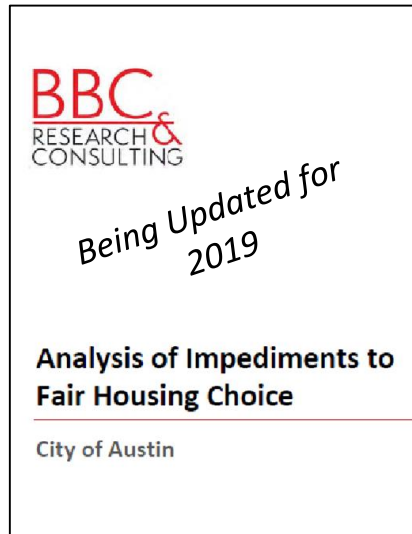 BBC
RESEARCH &
CONSULTING
Being Updated for
2019
Analysis of Impediments to
Fair Housing Choice
City of Austin